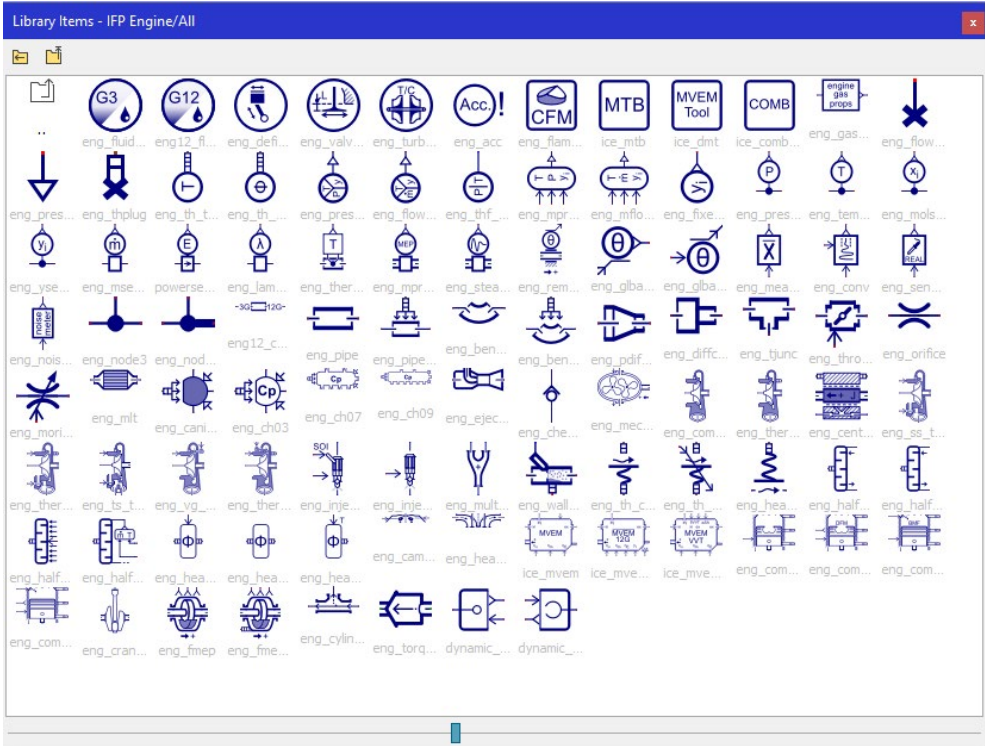 Library Items - IFP Engine/All
x
G3 G12 T/C Acc.! CFM MTB MVEM Tool COMB engine gas props
.. eng_fluid... eng12_fl... eng_defi... eng_valv... eng_turb... eng_acc eng_flam... ice_mtb ice_dmt ice_comb... eng_gas... eng_flow...
T θ P T xi
eng_pres... eng_thplug eng_th_t... eng_th_... eng_pres... eng_flow... eng_thf_... eng_mpr... eng_mflo... eng_fixe... eng_pres... eng_tem... eng_mols...
yi ṁ E λ T MEP θ θ θ X REAL
eng_yse... eng_mse... powerse... eng_lam... eng_ther... eng_mpr... eng_stea... eng_rem... eng_glba... eng_glba... eng_mea... eng_conv eng_sen...
noise meter -3G 12G-
eng_nois... eng_node3 eng_nod... eng12_c... eng_pipe eng_pipe... eng_ben... eng_ben... eng_pdif... eng_diffc... eng_tjunc eng_thro... eng_orifice
Cp Cp Cp
eng_mori... eng_mlt eng_cani... eng_ch03 eng_ch07 eng_ch09 eng_ejec... eng_che... eng_mec... eng_com... eng_ther... eng_cent... eng_ss_t...
SOI
eng_ther... eng_ts_t... eng_vg_... eng_ther... eng_inje... eng_inje... eng_mult... eng_wall... eng_th_c... eng_th_... eng_hea... eng_half... eng_half...
ṁ T Φ Φ Φ T MVEM MVEM 12G MVEM VVT DFM BMF
eng_half... eng_half... eng_hea... eng_hea... eng_hea... eng_cam... eng_hea... ice_mvem ice_mve... ice_mve... eng_com... eng_com... eng_com...
eng_com... eng_cran... eng_fmep eng_fme... eng_cylin... eng_torq... dynamic_... dynamic_...